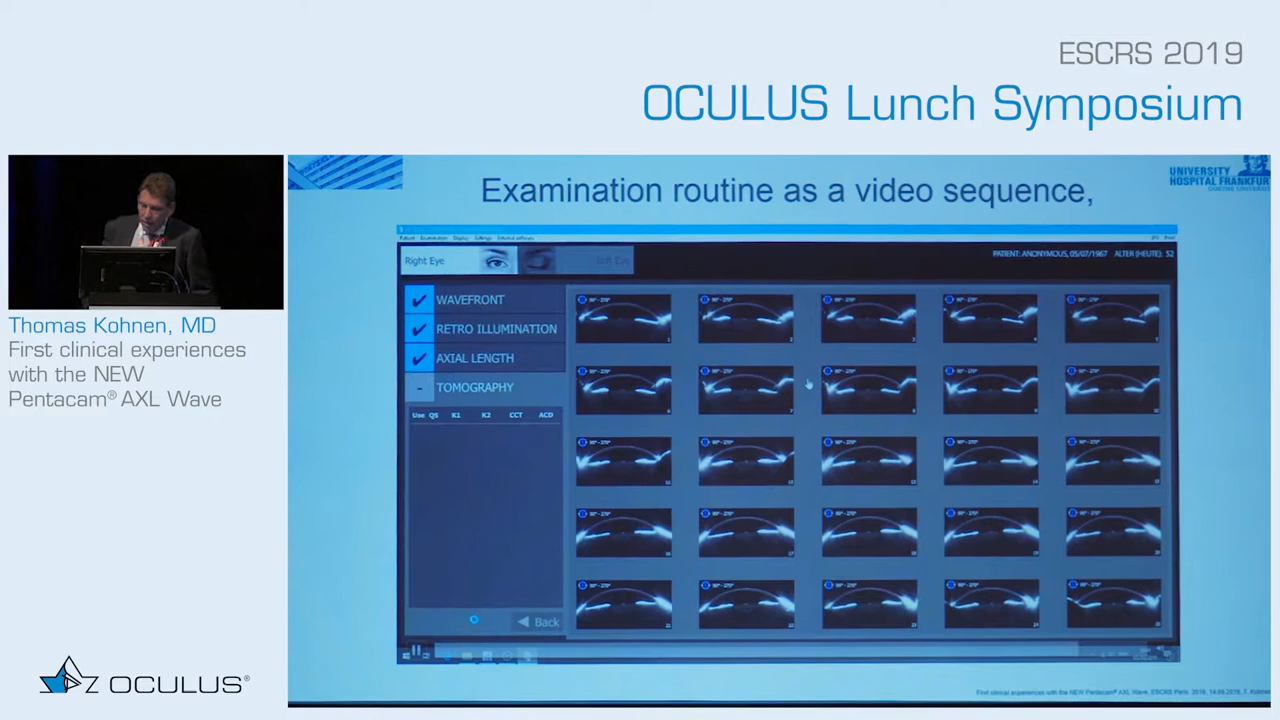 ESCRS 2019
OCULUS Lunch Symposium
UNIVERSITY
HOSPITAL FRANKFURT
Examination routine as a video sequence,
Right Eye
Left Eye
PATIENT: ANONYMOUS, 05/07/1967 ALTER (HEUTE): 52
WAVEFRONT
RETRO ILLUMINATION
AXIAL LENGTH
TOMOGRAPHY
Use QS K1 K2 CCT ACD
Back
Thomas Kohnen, MD
First clinical experiences
with the NEW
Pentacam® AXL Wave
OCULUS®
First clinical experiences with the NEW Pentacam® AXL Wave, ESCRS Paris 2019, 14.09.2019, T. Kohnen